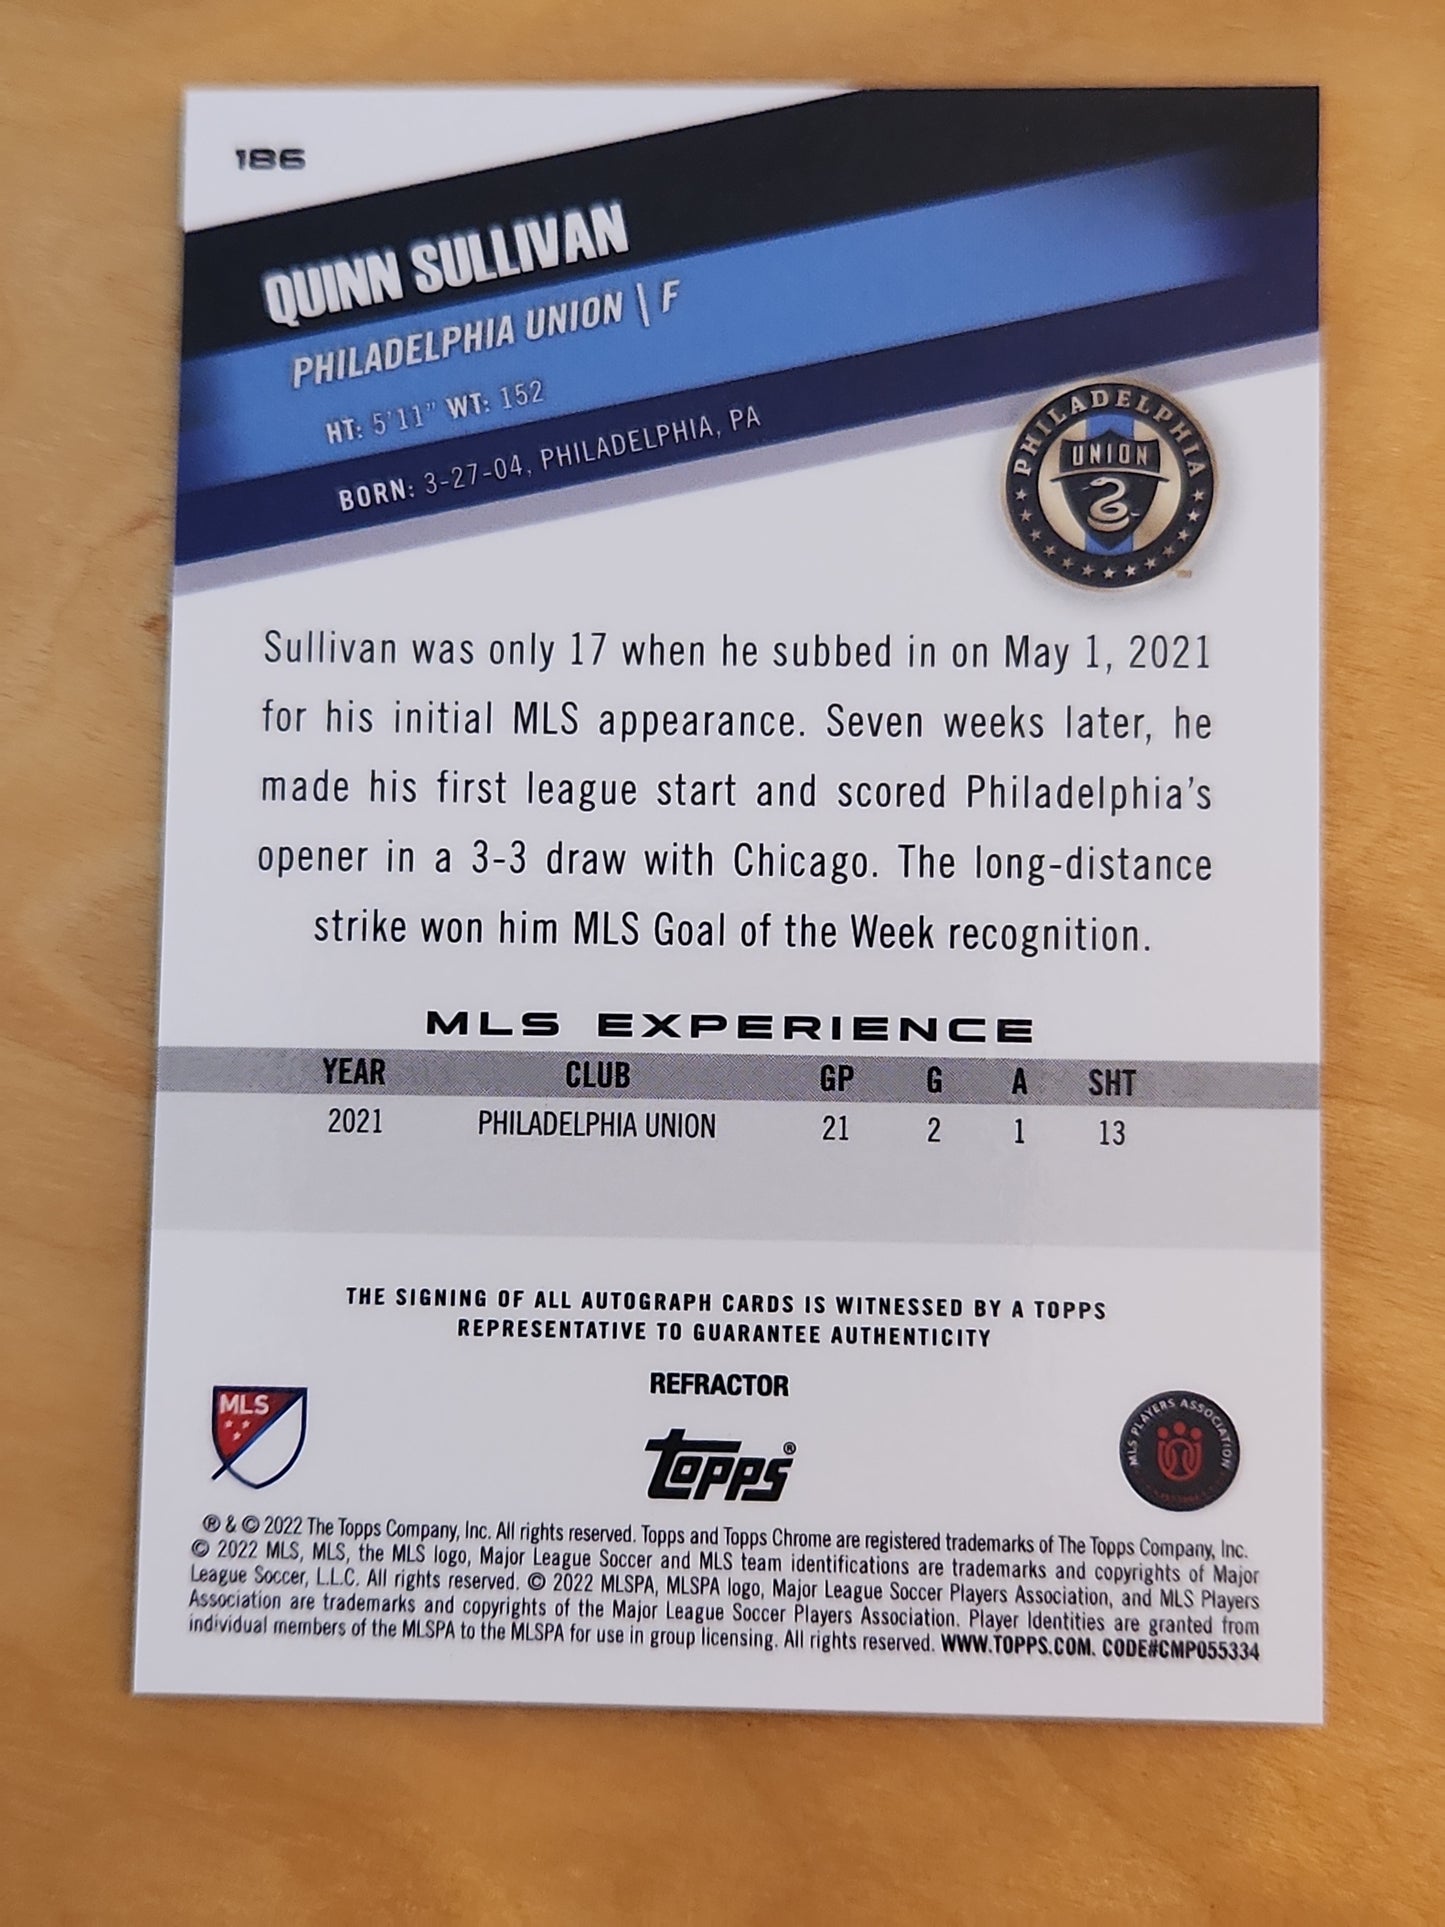 186
QUINN SULLIVAN
PHILADELPHIA UNION \ F
HT: 5'11" WT: 152
BORN: 3-27-04, PHILADELPHIA, PA
PHILADELPHIA
UNION
TM
Sullivan was only 17 when he subbed in on May 1, 2021
for his initial MLS appearance. Seven weeks later, he
made his first league start and scored Philadelphia's
opener in a 3-3 draw with Chicago. The long-distance
strike won him MLS Goal of the Week recognition.
MLS EXPERIENCE
YEAR CLUB GP G A SHT
2021 PHILADELPHIA UNION 21 2 1 13
THE SIGNING OF ALL AUTOGRAPH CARDS IS WITNESSED BY A TOPPS
REPRESENTATIVE TO GUARANTEE AUTHENTICITY
REFRACTOR
MLS
topps®
MLS PLAYERS ASSOCIATION
® & © 2022 The Topps Company, Inc. All rights reserved. Topps and Topps Chrome are registered trademarks of The Topps Company, Inc.
© 2022 MLS, MLS, the MLS logo, Major League Soccer and MLS team identifications are trademarks and copyrights of Major
League Soccer, L.L.C. All rights reserved. © 2022 MLSPA, MLSPA logo, Major League Soccer Players Association, and MLS Players
Association are trademarks and copyrights of the Major League Soccer Players Association. Player Identities are granted from
individual members of the MLSPA to the MLSPA for use in group licensing. All rights reserved. WWW.TOPPS.COM. CODE#CMP055334